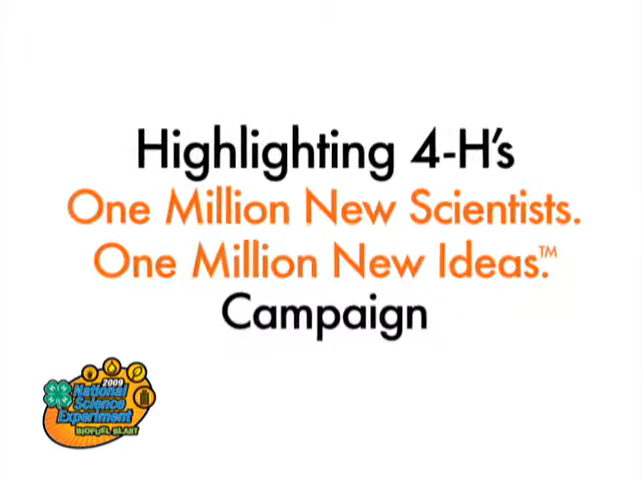 Highlighting 4-H's
One Million New Scientists.
One Million New Ideas.™
Campaign
2009
National
Science
Experiment
BIOFUEL BLAST